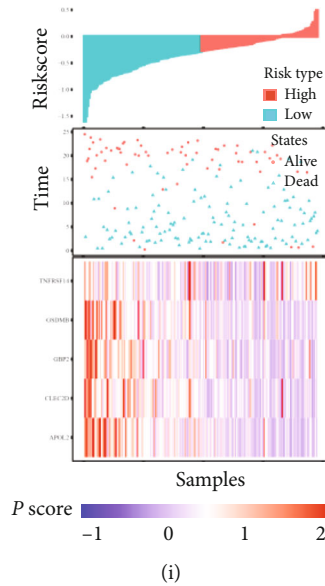 0.5
0.0
-0.5
-1.0
-1.5
Riskscore
Risk type
High
Low
25
20
15
10
5
0
Time
States
Alive
Dead
TNFRSF14
GSDMB
GBP2
CLEC2D
APOL2
Samples
P score
−1 0 1 2
(i)